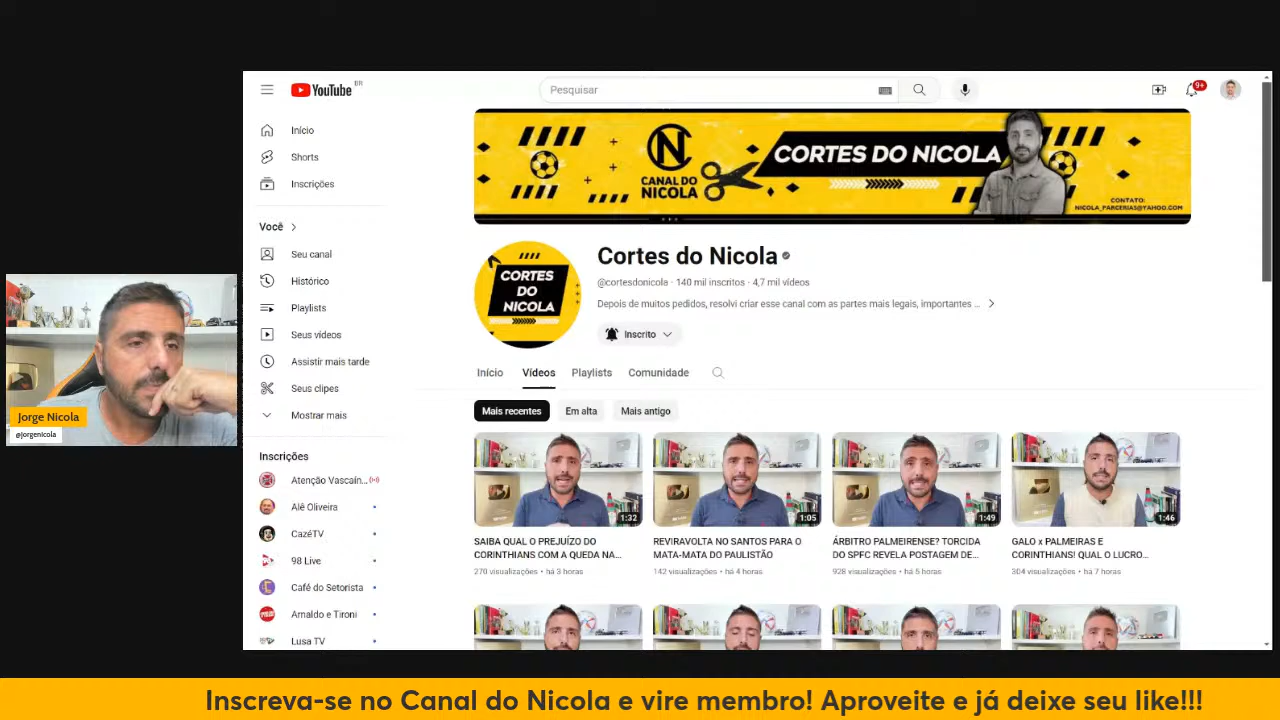 YouTube BR
Pesquisar
9+
Início
Shorts
Inscrições
Você
Seu canal
Histórico
Playlists
Seus vídeos
Assistir mais tarde
Seus clipes
Mostrar mais
Inscrições
Atenção Vascaín...
Alê Oliveira
CazéTV
98 Live
Café do Setorista
Arnaldo e Tironi
Lusa TV
CANAL DO
NICOLA
CORTES DO NICOLA
CONTATO:
NICOLA_PARCERIAS@YAHOO.COM
CORTES
DO
NICOLA
Cortes do Nicola
@cortesdonicola · 140 mil inscritos · 4,7 mil vídeos
Depois de muitos pedidos, resolvi criar esse canal com as partes mais legais, importantes ...
Inscrito
Início Vídeos Playlists Comunidade
Mais recentes Em alta Mais antigo
1:32
1:05
1:49
1:46
SAIBA QUAL O PREJUÍZO DO
CORINTHIANS COM A QUEDA NA...
270 visualizações • há 3 horas
REVIRAVOLTA NO SANTOS PARA O
MATA-MATA DO PAULISTÃO
142 visualizações • há 4 horas
ÁRBITRO PALMEIRENSE? TORCIDA
DO SPFC REVELA POSTAGEM DE...
928 visualizações • há 5 horas
GALO x PALMEIRAS E
CORINTHIANS! QUAL O LUCRO...
304 visualizações • há 7 horas
Jorge Nicola
@jorgenicola
Inscreva-se no Canal do Nicola e vire membro! Aproveite e já deixe seu like!!!